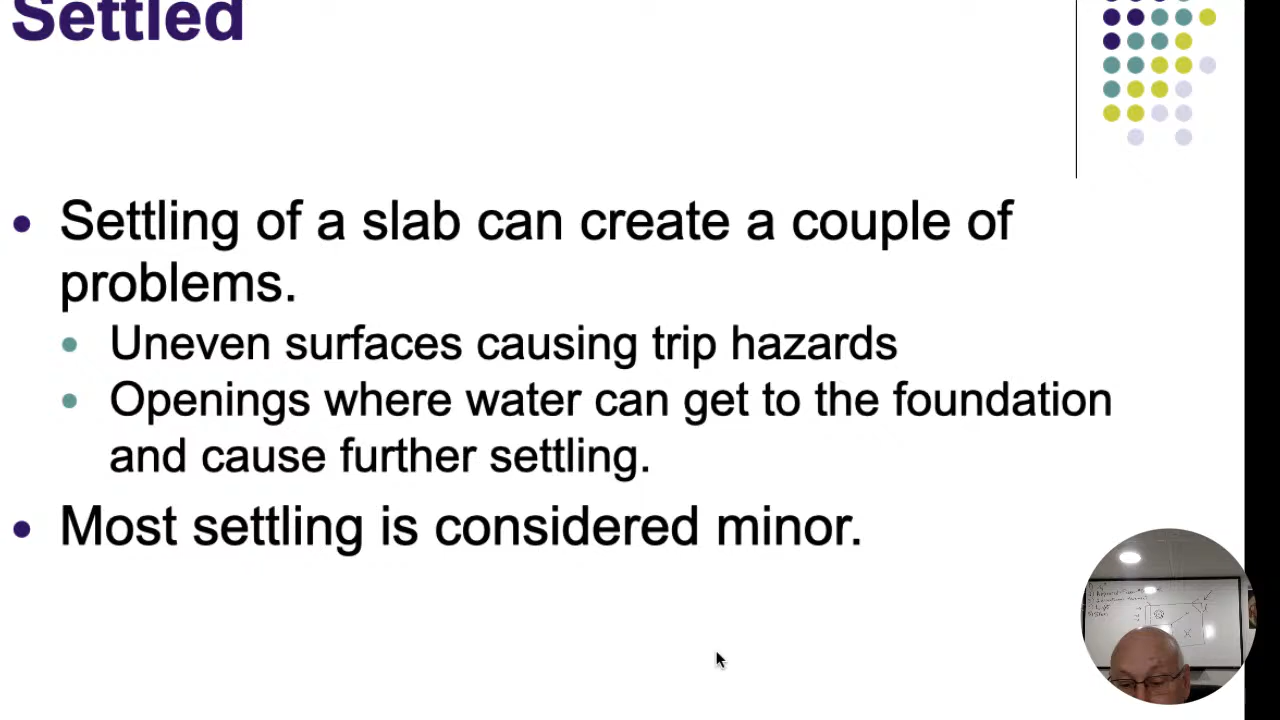 Settled
Settling of a slab can create a couple of
problems.
Uneven surfaces causing trip hazards
Openings where water can get to the foundation
and cause further settling.
Most settling is considered minor.